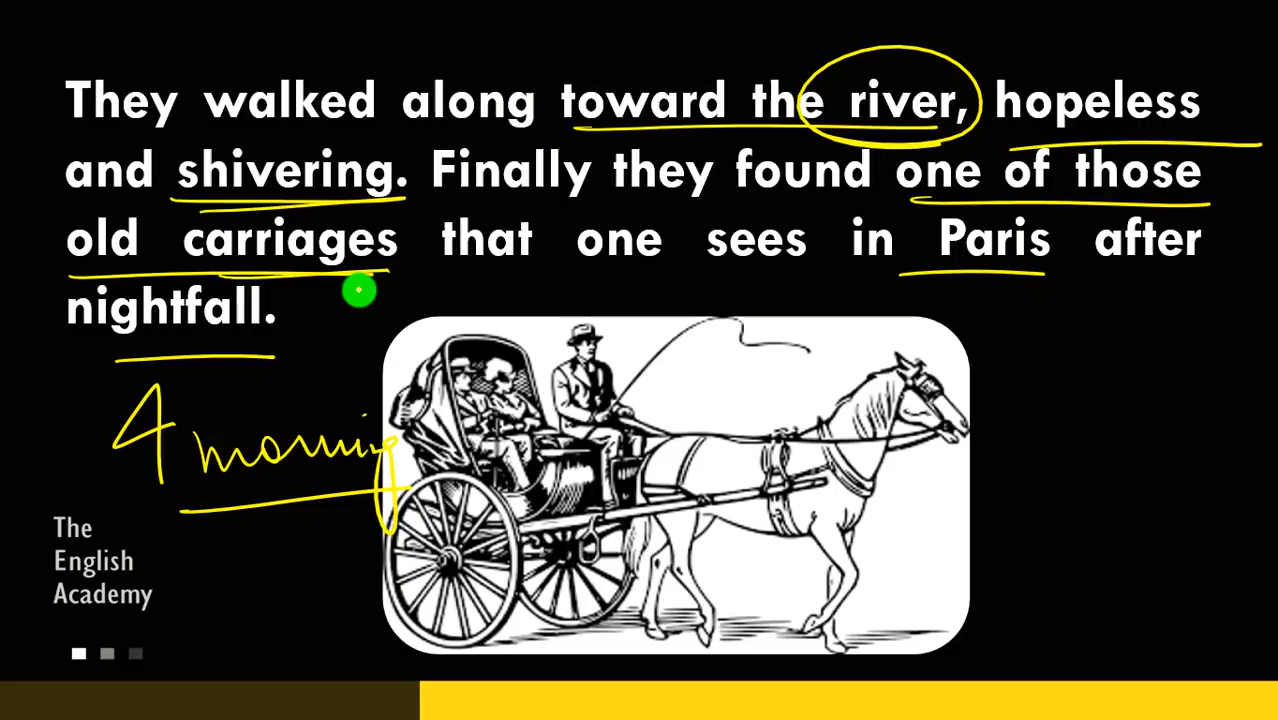 They walked along toward the river, hopeless
and shivering. Finally they found one of those
old carriages that one sees in Paris after
nightfall.
4 morning
The
English
Academy